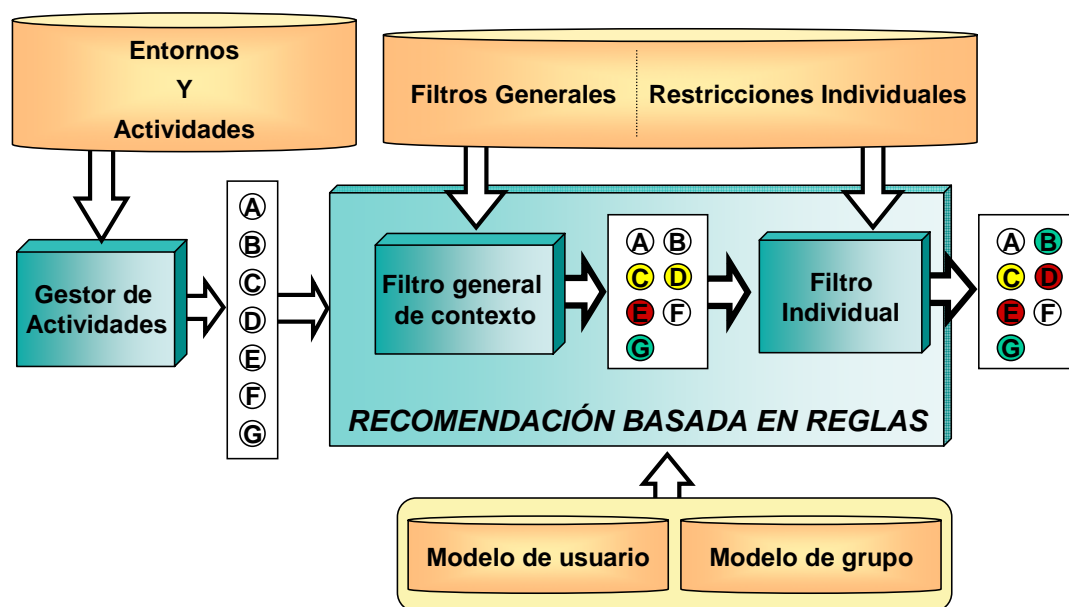 Entornos
Y
Actividades
Filtros Generales
Restricciones Individuales
Gestor de
Actividades
A
B
C
D
E
F
G
Filtro general
de contexto
A B
C D
E F
G
Filtro
Individual
A B
C D
E F
G
RECOMENDACIÓN BASADA EN REGLAS
Modelo de usuario
Modelo de grupo